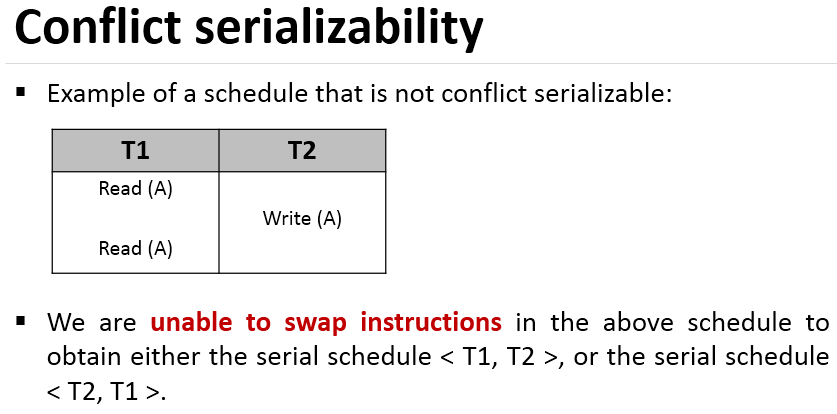 Conflict serializability
▪ Example of a schedule that is not conflict serializable:
T1 T2
Read (A)
Write (A)
Read (A)
▪ We are unable to swap instructions in the above schedule to
obtain either the serial schedule < T1, T2 >, or the serial schedule
< T2, T1 >.